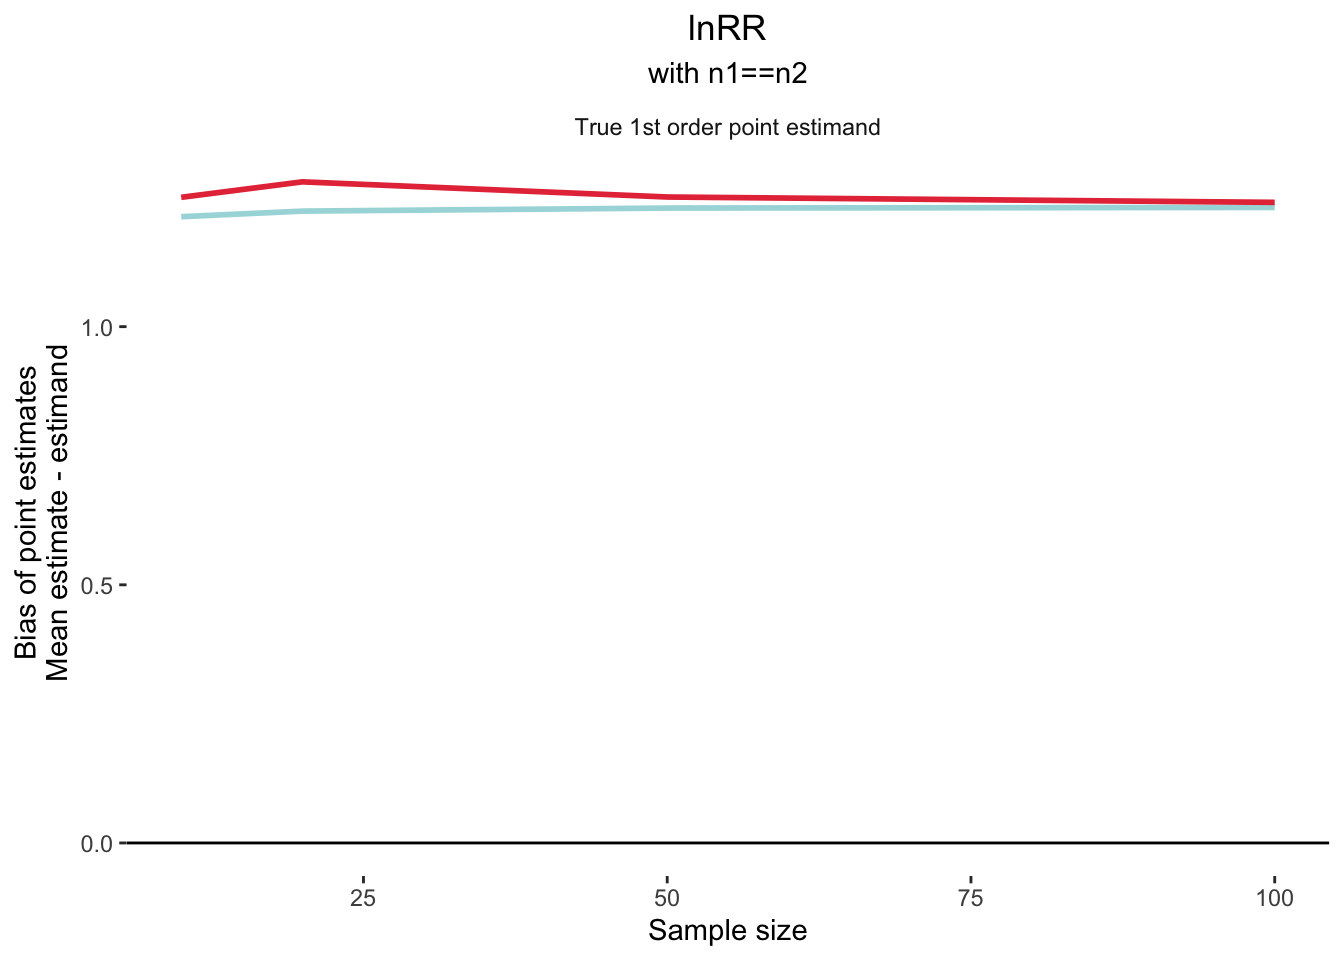 lnRR
with n1==n2
True 1st order point estimand
Bias of point estimates
Mean estimate - estimand
1.0
0.5
0.0
25
50
75
100
Sample size